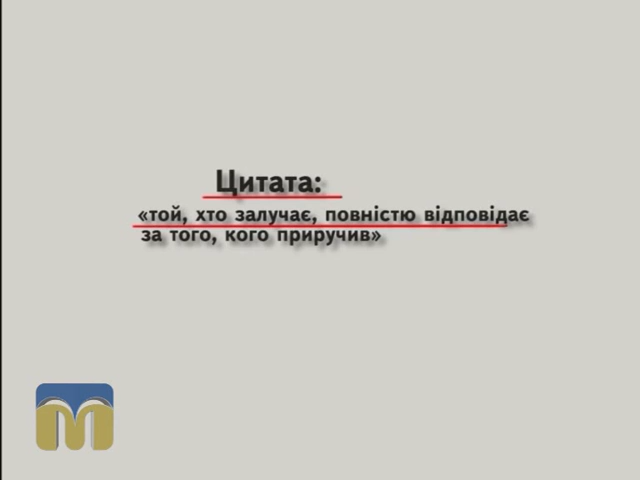 Цитата:
«той, хто залучає, повністю відповідає
за того, кого приручив»